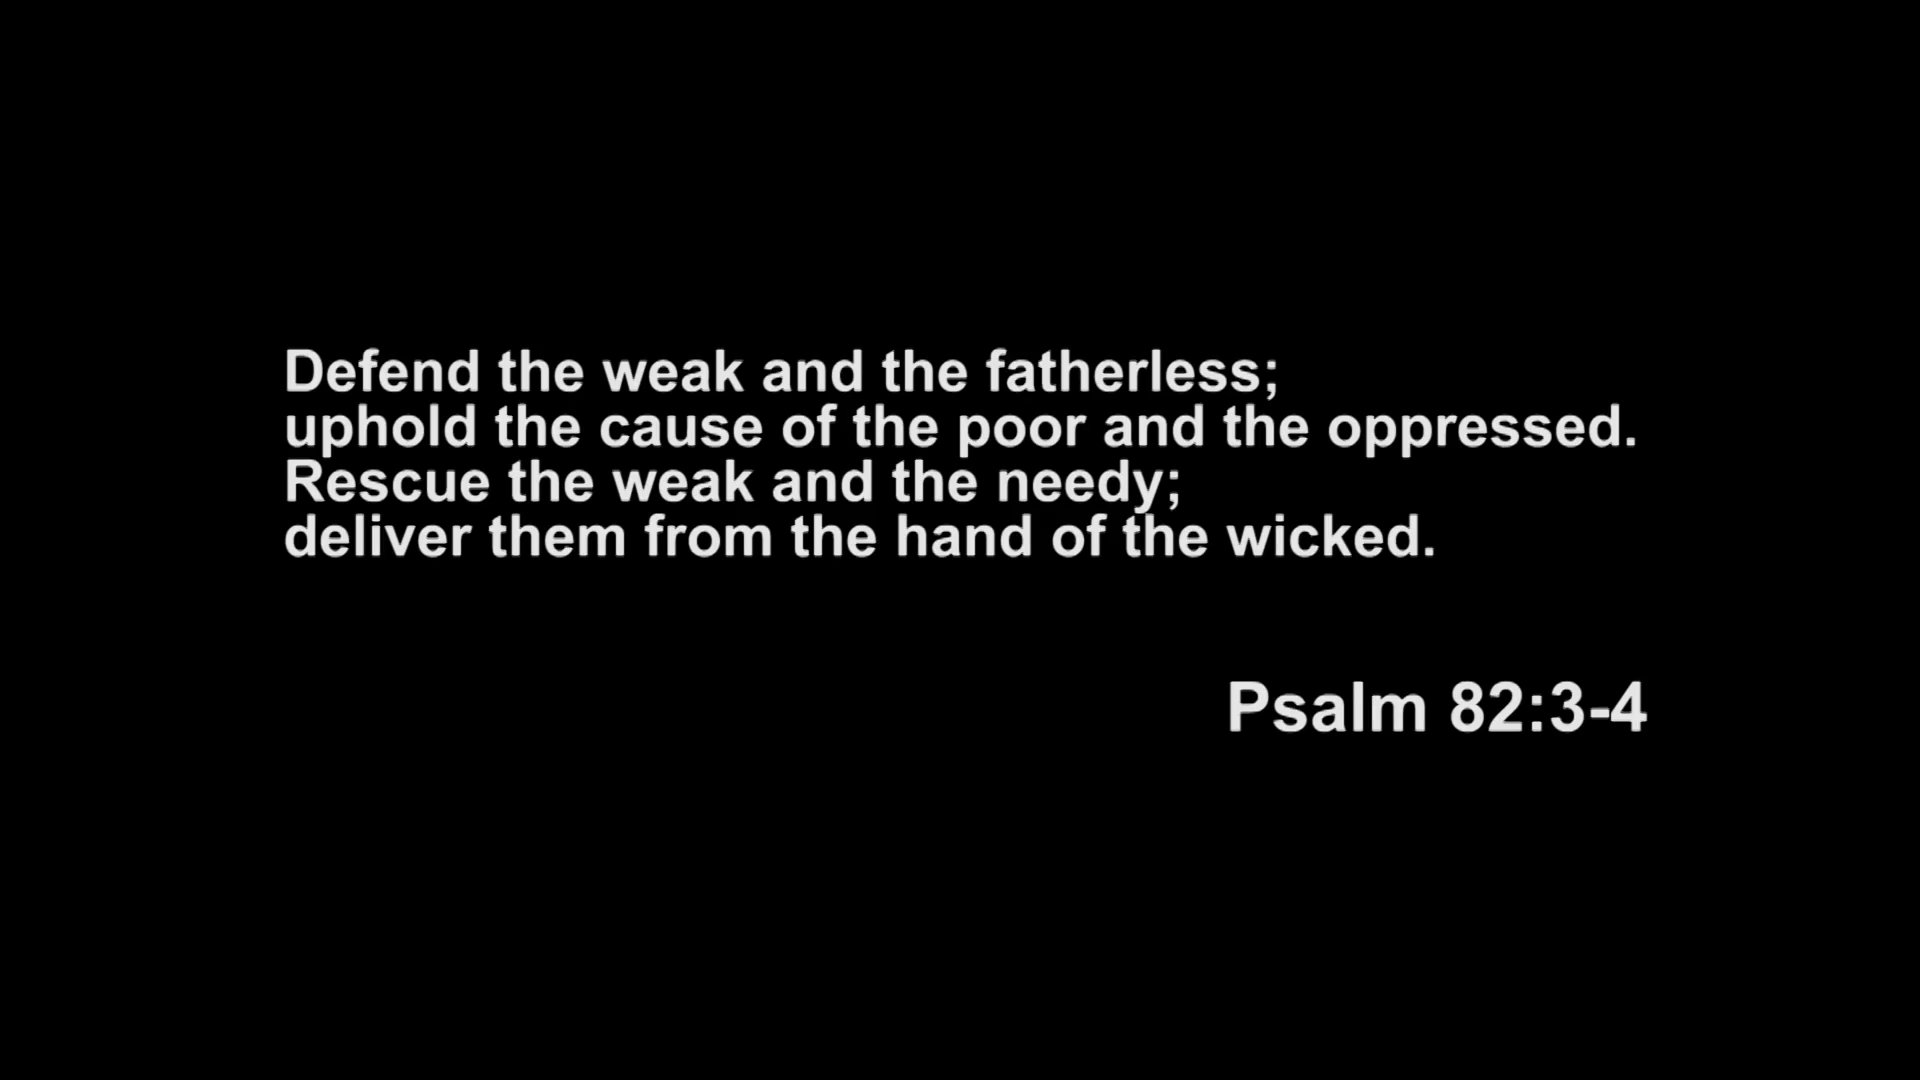 Defend the weak and the fatherless;
uphold the cause of the poor and the oppressed.
Rescue the weak and the needy;
deliver them from the hand of the wicked.
Psalm 82:3-4